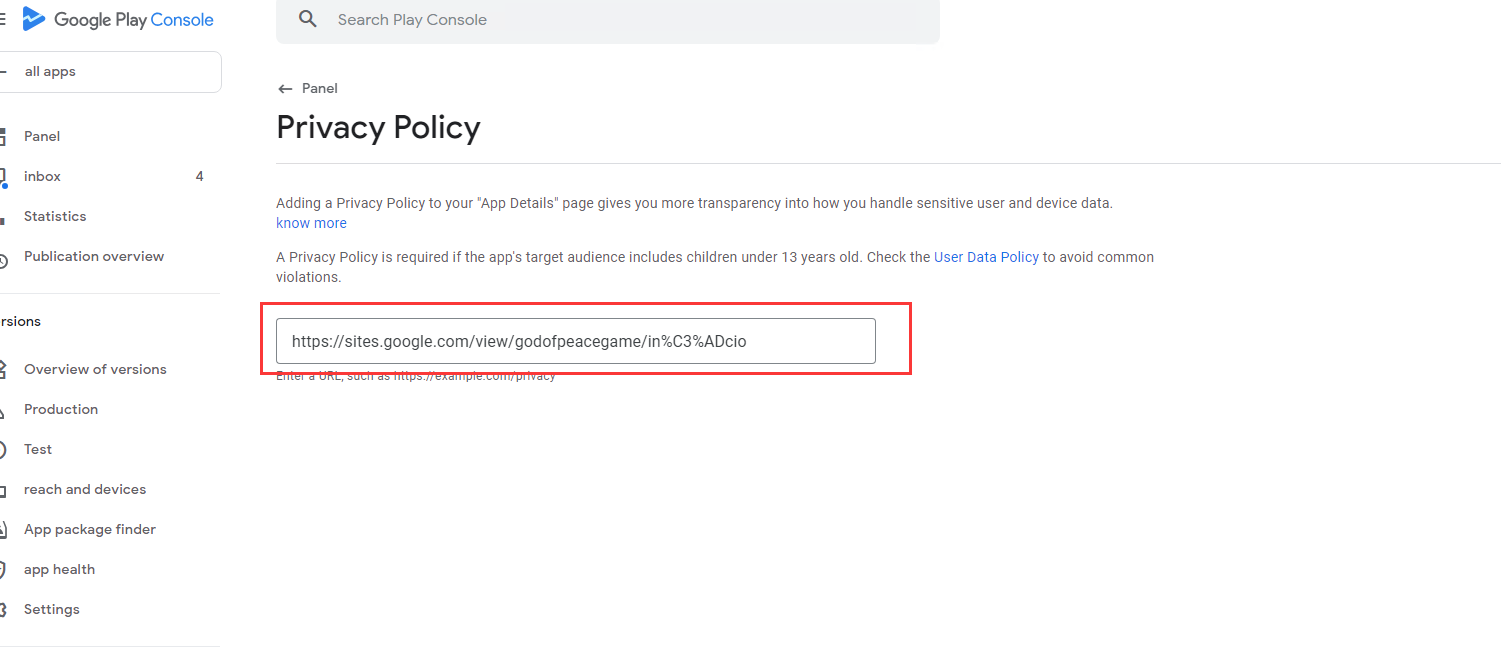 Google Play Console
Search Play Console
all apps
Panel
Privacy Policy
Panel
inbox 4
Statistics
Publication overview
Adding a Privacy Policy to your "App Details" page gives you more transparency into how you handle sensitive user and device data.
know more
A Privacy Policy is required if the app's target audience includes children under 13 years old. Check the User Data Policy to avoid common
violations.
rsions
https://sites.google.com/view/godofpeacegame/in%C3%ADcio
Enter a URL, such as https://example.com/privacy
Overview of versions
Production
Test
reach and devices
App package finder
app health
Settings